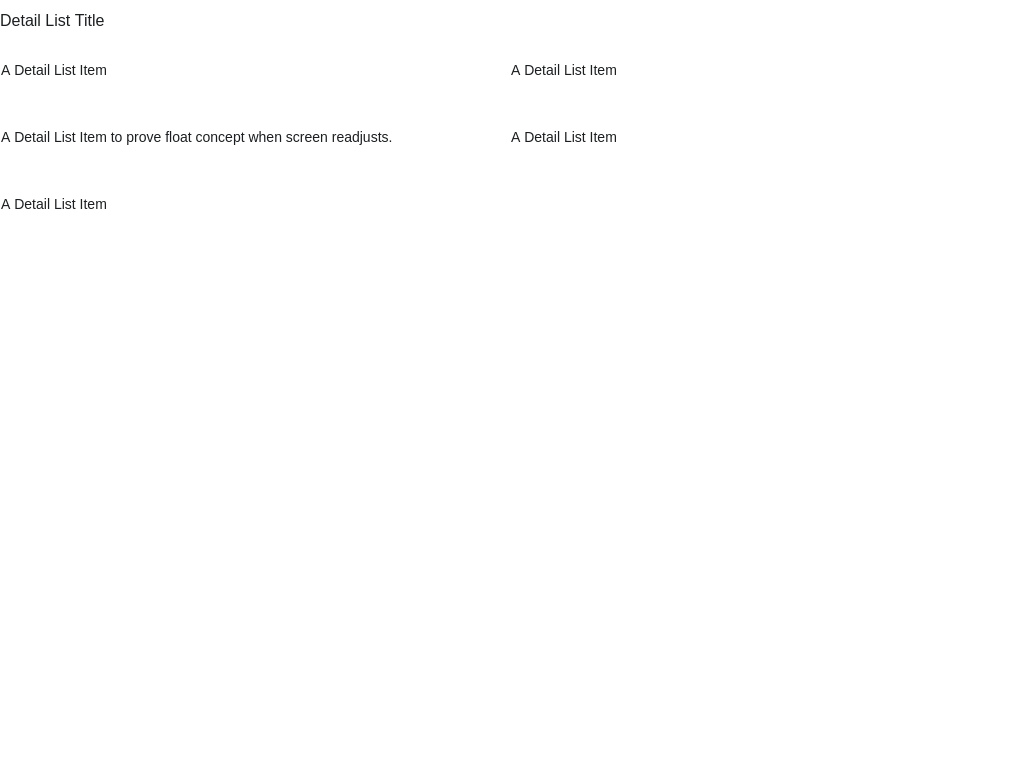 Detail List Title
A Detail List Item
A Detail List Item
A Detail List Item to prove float concept when screen readjusts.
A Detail List Item
A Detail List Item